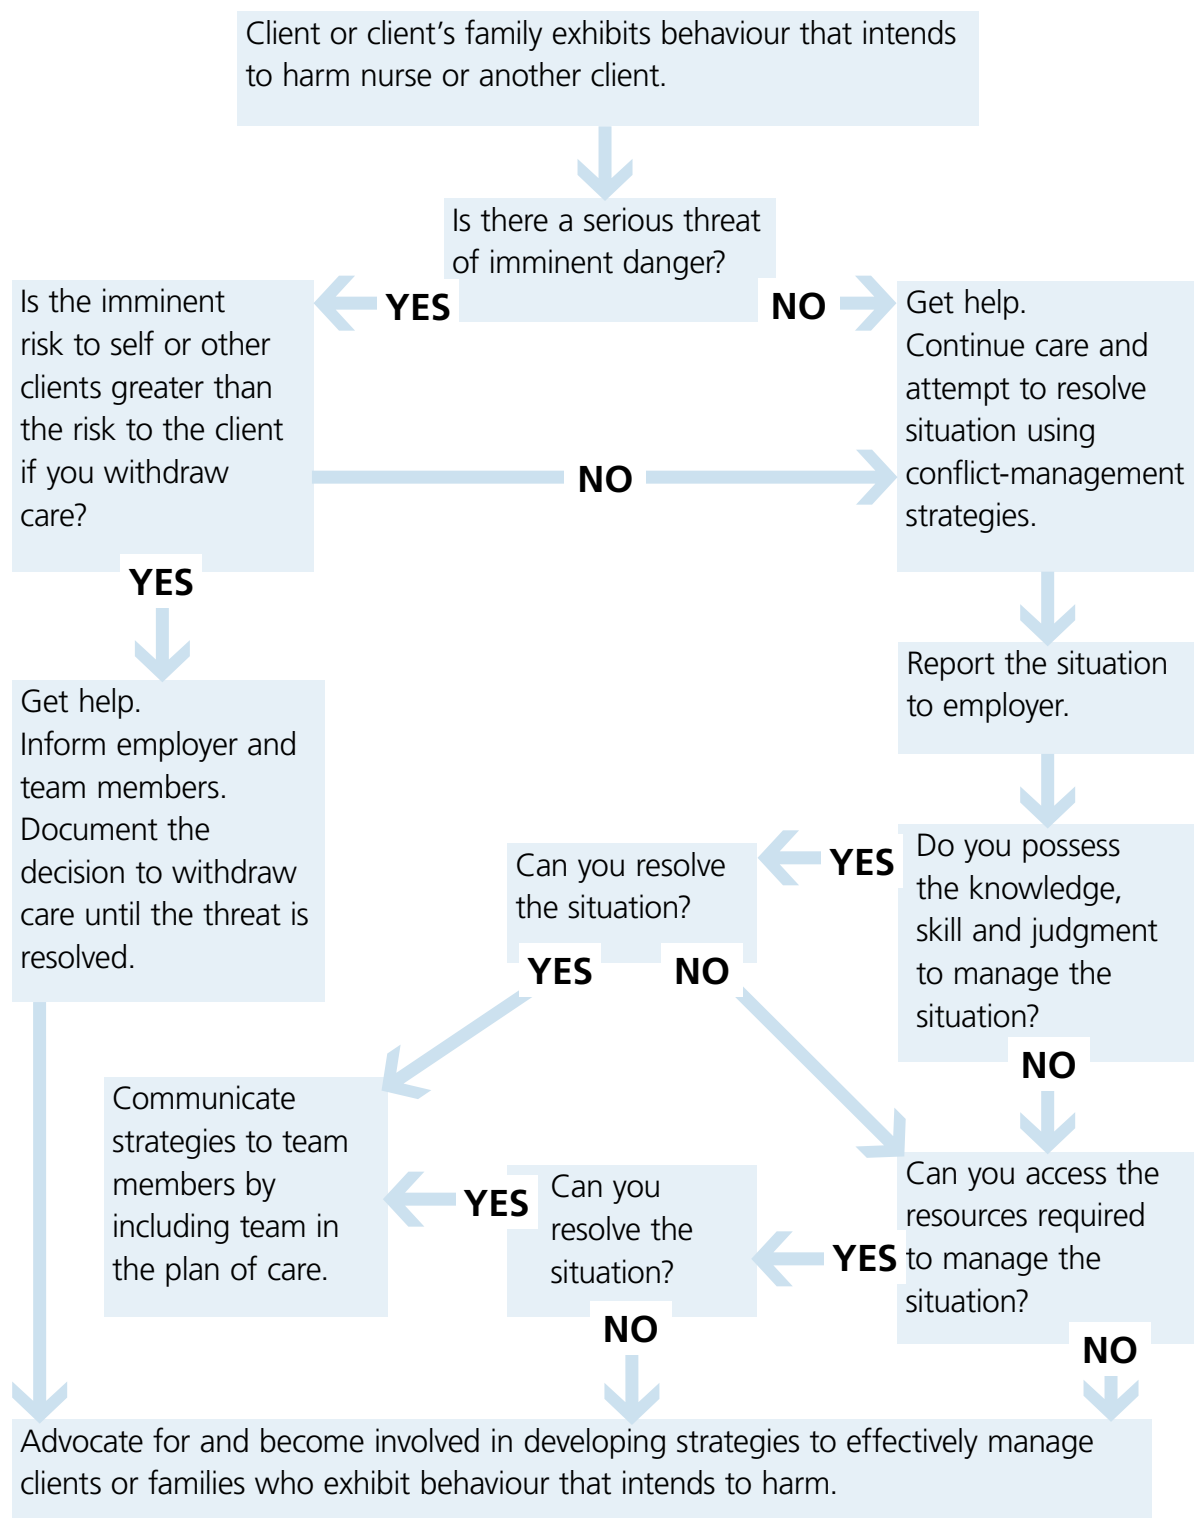 Client or client's family exhibits behaviour that intends
to harm nurse or another client.
Is there a serious threat
of imminent danger?
YES
NO
Is the imminent
risk to self or other
clients greater than
the risk to the client
if you withdraw
care?
NO
YES
Get help.
Continue care and
attempt to resolve
situation using
conflict-management
strategies.
Report the situation
to employer.
Get help.
Inform employer and
team members.
Document the
decision to withdraw
care until the threat is
resolved.
Do you possess
the knowledge,
skill and judgment
to manage the
situation?
YES
NO
Can you resolve
the situation?
YES
NO
Communicate
strategies to team
members by
including team in
the plan of care.
Can you access the
resources required
to manage the
situation?
YES
NO
Can you
resolve the
situation?
YES
NO
Advocate for and become involved in developing strategies to effectively manage
clients or families who exhibit behaviour that intends to harm.